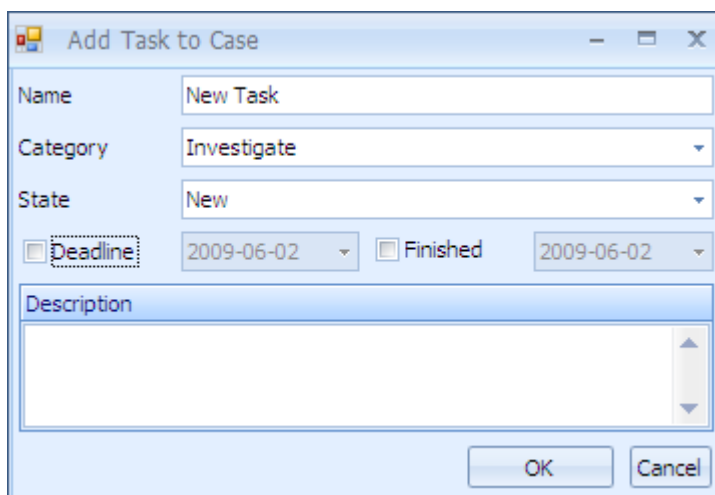 Add Task to Case
Name New Task
Category Investigate
State New
Deadline 2009-06-02 Finished 2009-06-02
Description
OK Cancel